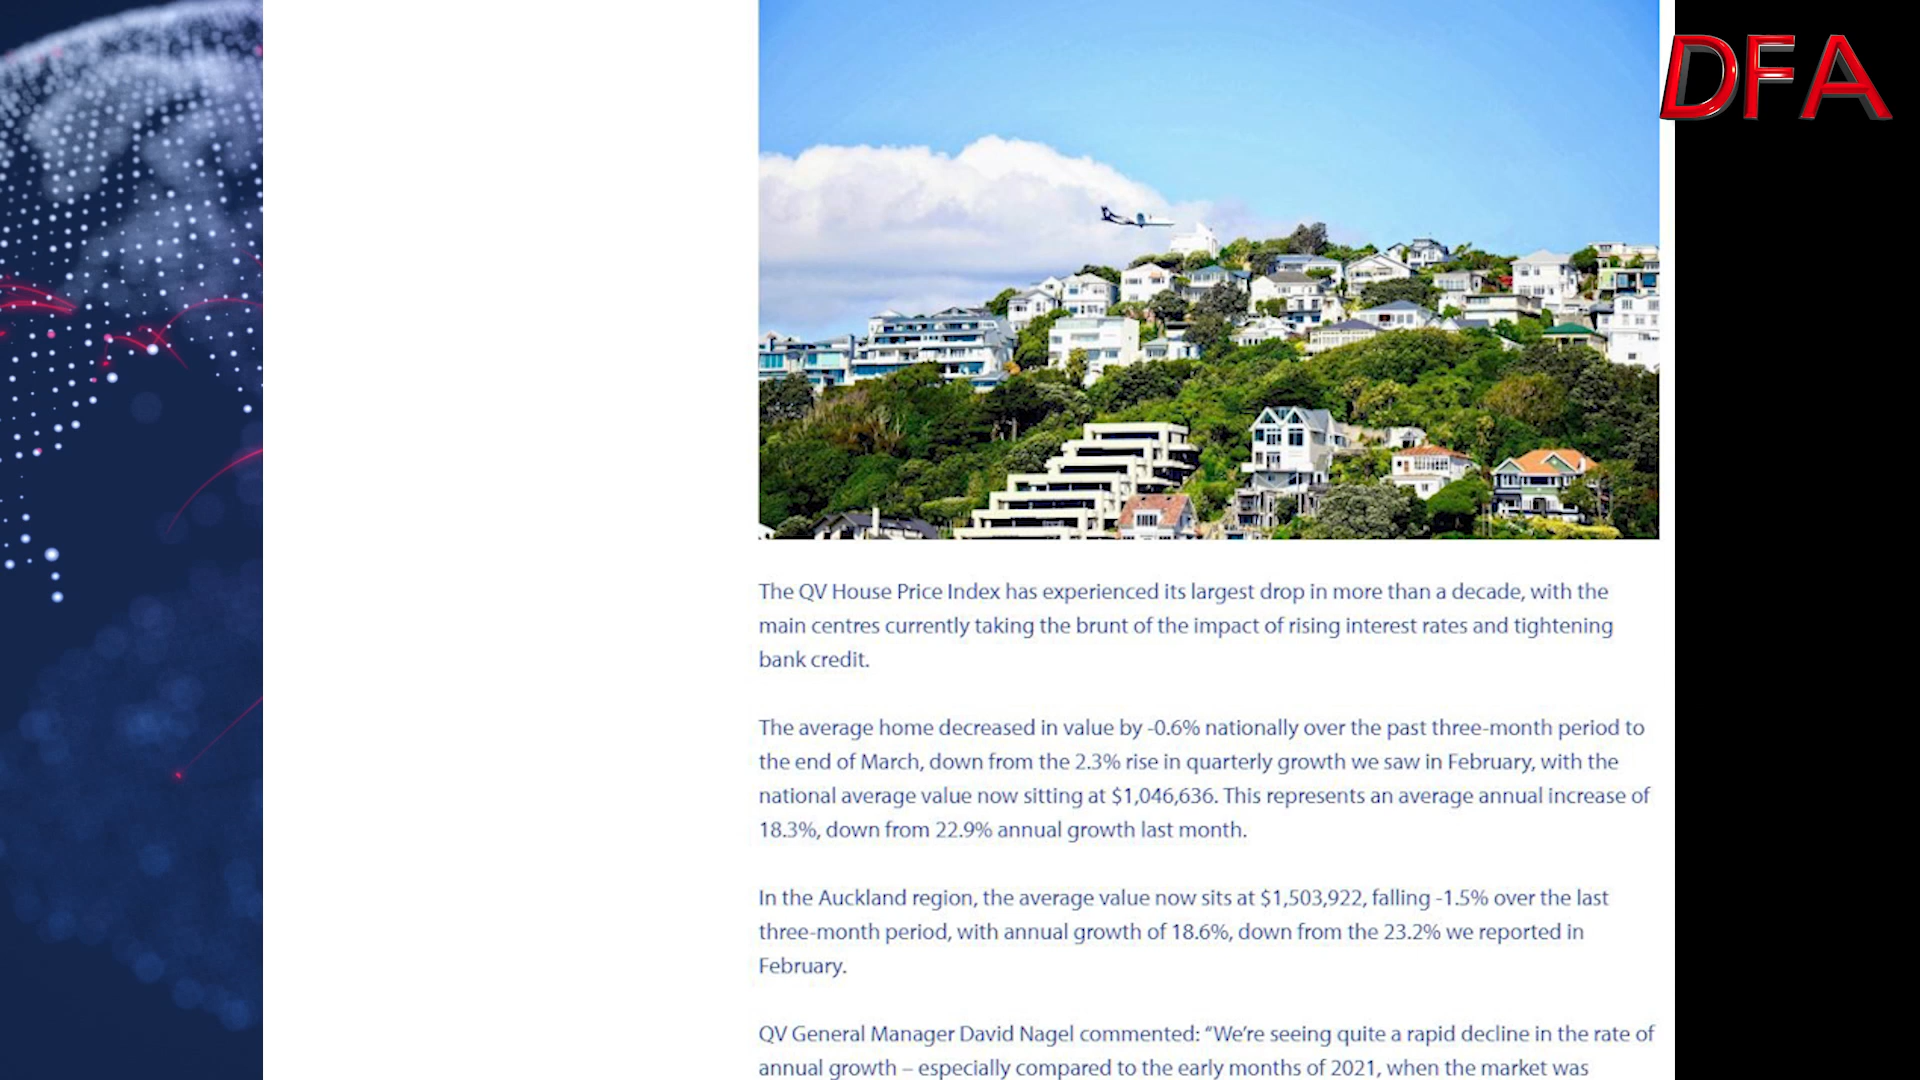 DFA
The QV House Price Index has experienced its largest drop in more than a decade, with the
main centres currently taking the brunt of the impact of rising interest rates and tightening
bank credit.
The average home decreased in value by -0.6% nationally over the past three-month period to
the end of March, down from the 2.3% rise in quarterly growth we saw in February, with the
national average value now sitting at $1,046,636. This represents an average annual increase of
18.3%, down from 22.9% annual growth last month.
In the Auckland region, the average value now sits at $1,503,922, falling -1.5% over the last
three-month period, with annual growth of 18.6%, down from the 23.2% we reported in
February.
QV General Manager David Nagel commented: “We’re seeing quite a rapid decline in the rate of
annual growth – especially compared to the early months of 2021, when the market was